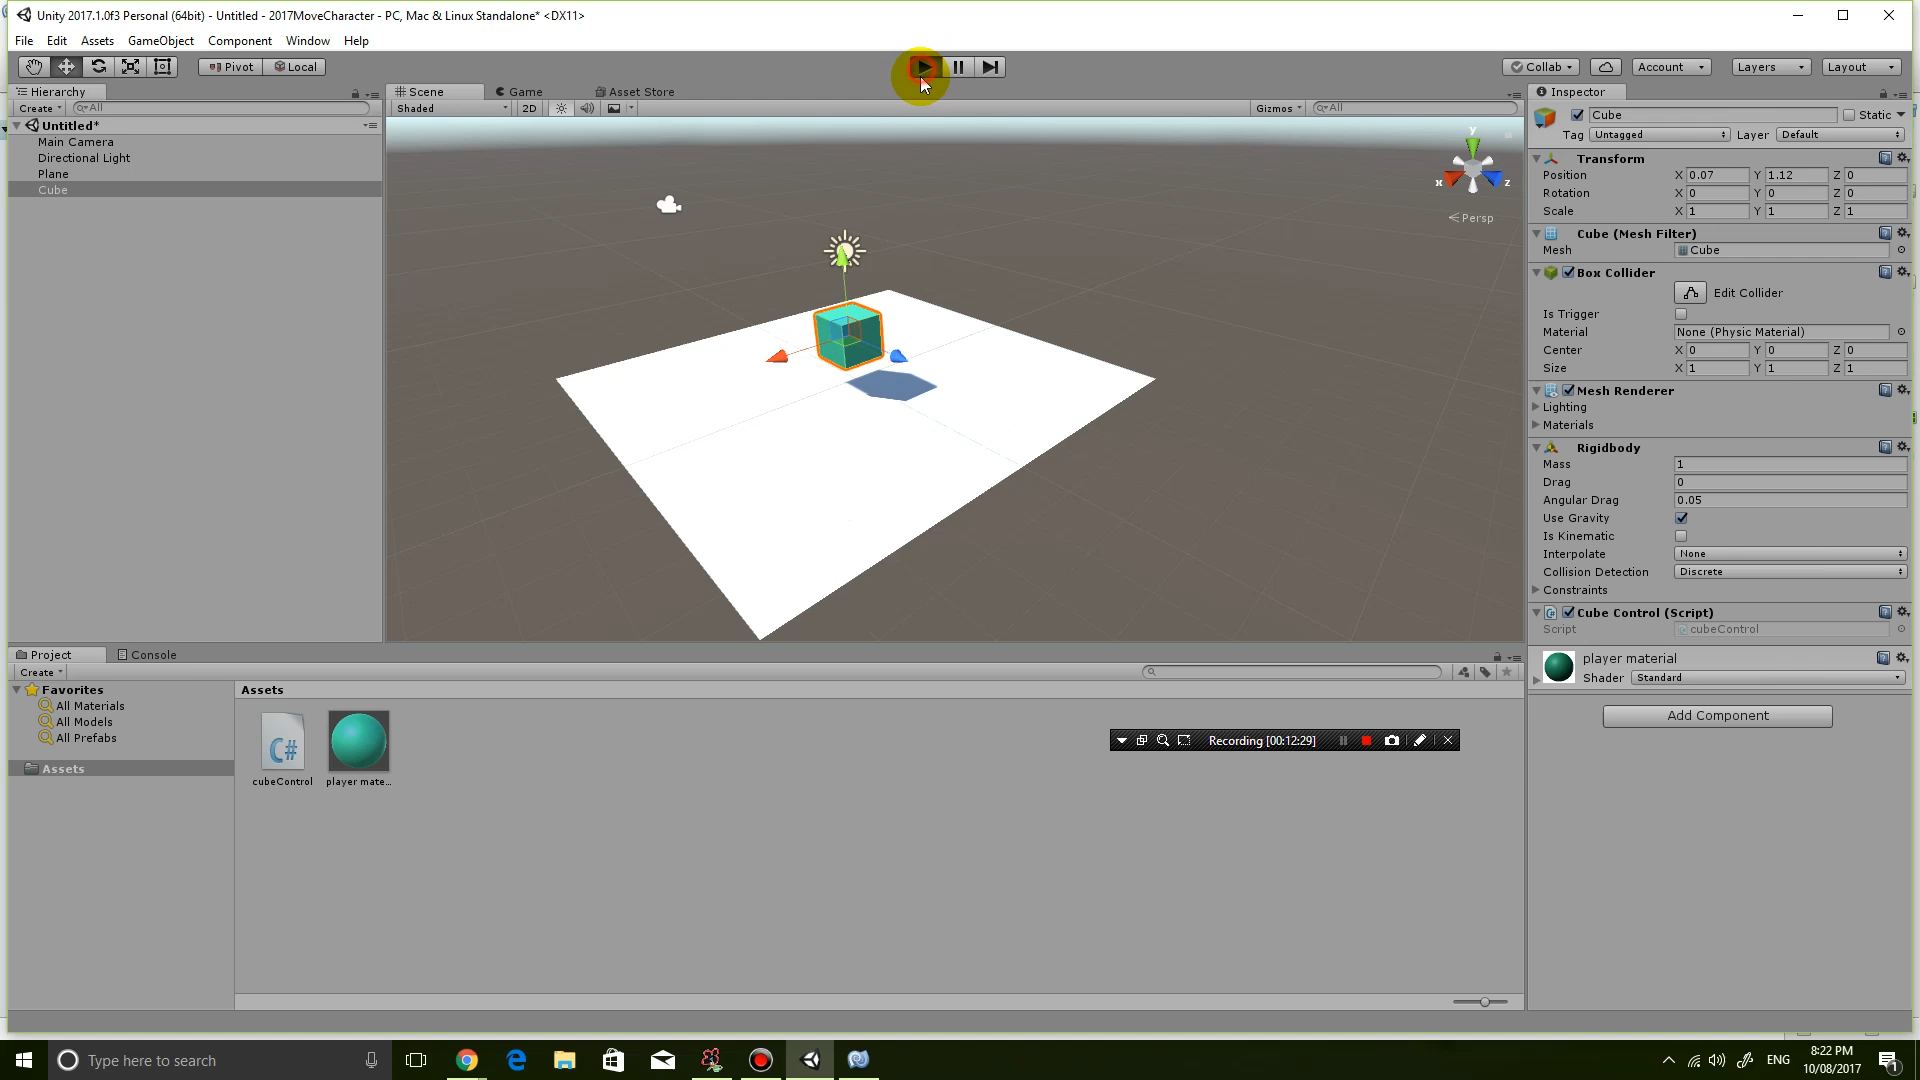 Unity 2017.1.0f3 Personal (64bit) - Untitled - 2017MoveCharacter - PC, Mac & Linux Standalone* <DX11>
File Edit Assets GameObject Component Window Help
Pivot Local Collab Account Layers Layout
Hierarchy
Create All
Untitled*
Main Camera
Directional Light
Plane
Cube
Scene Game Asset Store
Shaded 2D Gizmos All
y
x z
Persp
Inspector
Cube Static
Tag Untagged Layer Default
Transform
Position X 0.07 Y 1.12 Z 0
Rotation X 0 Y 0 Z 0
Scale X 1 Y 1 Z 1
Cube (Mesh Filter)
Mesh Cube
Box Collider
Edit Collider
Is Trigger
Material None (Physic Material)
Center X 0 Y 0 Z 0
Size X 1 Y 1 Z 1
Mesh Renderer
Lighting
Materials
Rigidbody
Mass 1
Drag 0
Angular Drag 0.05
Use Gravity
Is Kinematic
Interpolate None
Collision Detection Discrete
Constraints
C# Cube Control (Script)
Script cubeControl
player material
Shader Standard
Add Component
Project Console
Create
Favorites
All Materials
All Models
All Prefabs
Assets
Assets
C#
cubeControl player mate...
Recording [00:12:29]
Type here to search
ENG
8:22 PM
10/08/2017
1